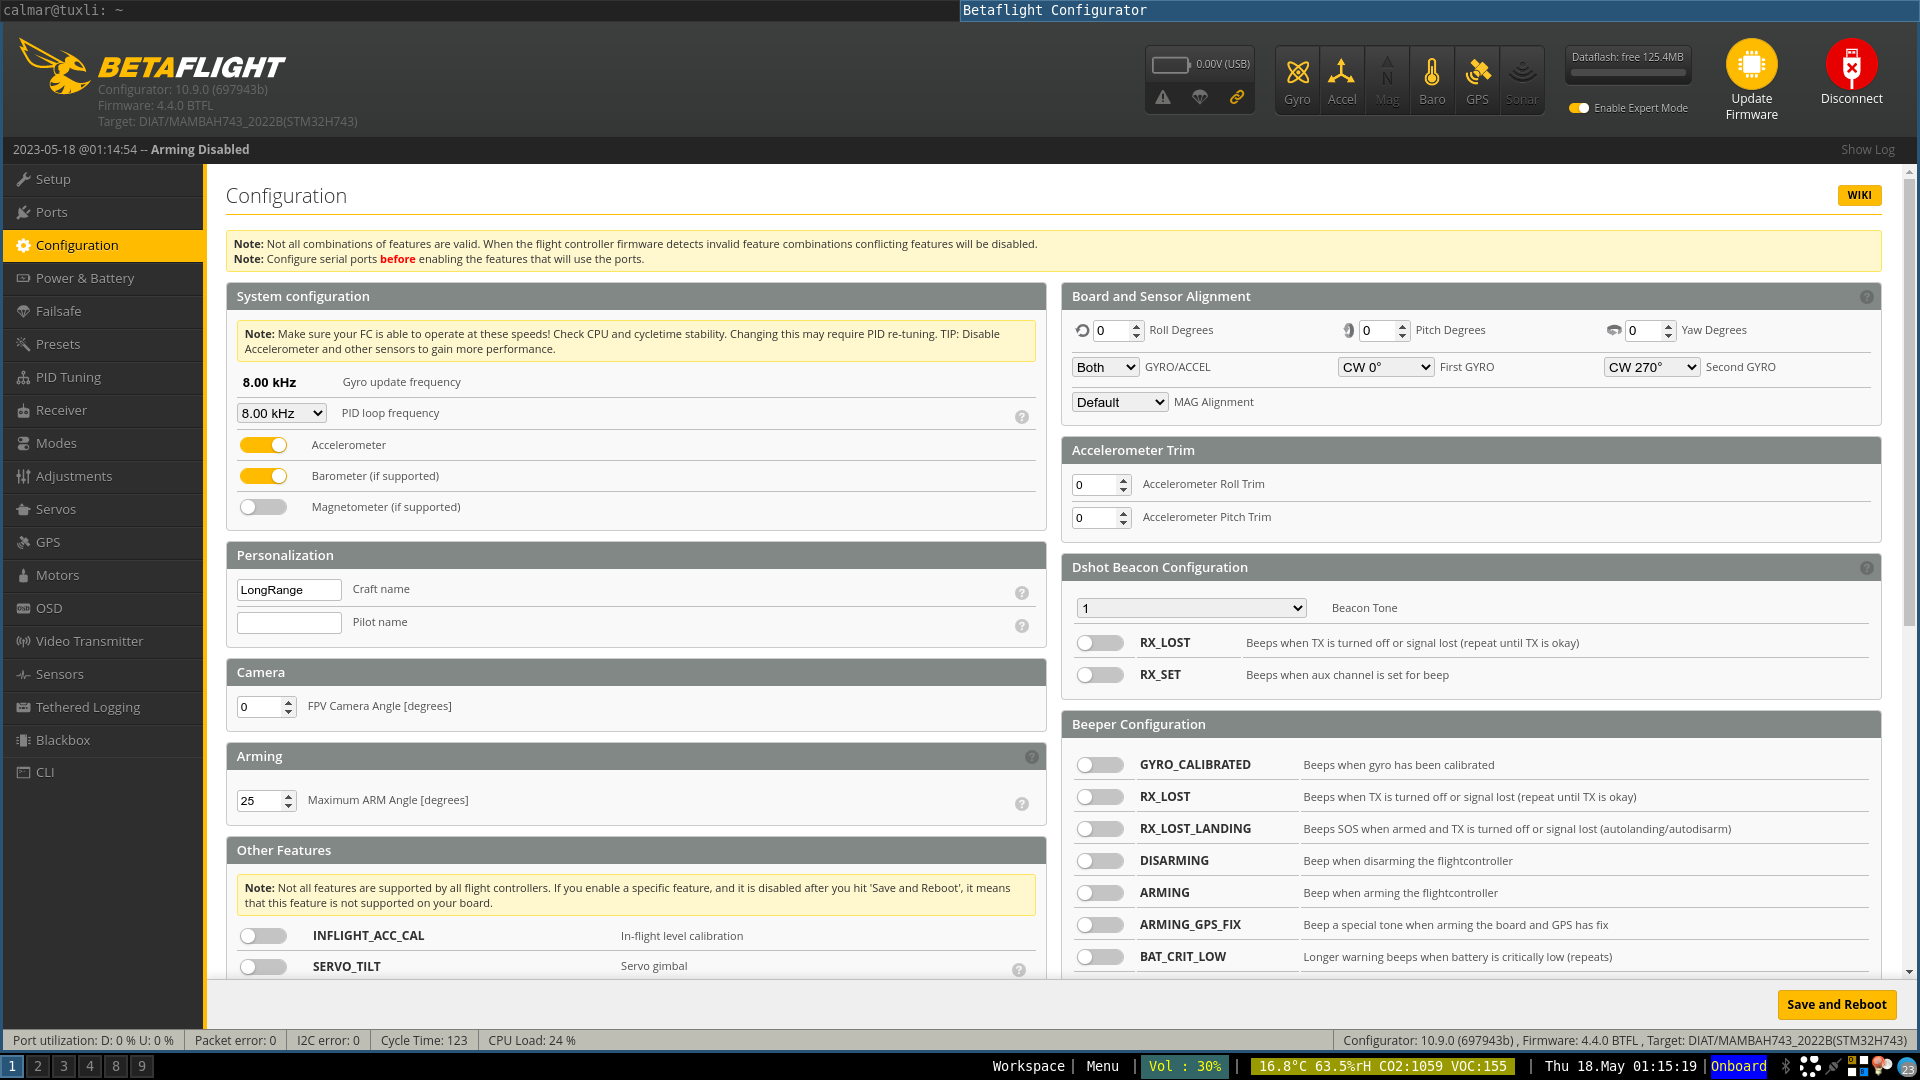 calmar@tuxli: ~
Betaflight Configurator
BETAFLIGHT
Configurator: 10.9.0 (697943b)
Firmware: 4.4.0 BTFL
Target: DIAT/MAMBAH743_2022B(STM32H743)
0.00V (USB)
Gyro
Accel
N
Mag
Baro
GPS
Sonar
Dataflash: free 125.4MB
Enable Expert Mode
Update
Firmware
Disconnect
2023-05-18 @01:14:54 -- Arming Disabled
Show Log
Setup
Ports
Configuration
Power & Battery
Failsafe
Presets
PID Tuning
Receiver
Modes
Adjustments
Servos
GPS
Motors
OSD
Video Transmitter
Sensors
Tethered Logging
Blackbox
CLI
Configuration
WIKI
Note: Not all combinations of features are valid. When the flight controller firmware detects invalid feature combinations conflicting features will be disabled.
Note: Configure serial ports before enabling the features that will use the ports.
System configuration
Note: Make sure your FC is able to operate at these speeds! Check CPU and cycletime stability. Changing this may require PID re-tuning. TIP: Disable
Accelerometer and other sensors to gain more performance.
8.00 kHz Gyro update frequency
8.00 kHz PID loop frequency ?
Accelerometer
Barometer (if supported)
Magnetometer (if supported)
Personalization
LongRange Craft name ?
Pilot name ?
Camera
0 FPV Camera Angle [degrees]
Arming ?
25 Maximum ARM Angle [degrees] ?
Other Features
Note: Not all features are supported by all flight controllers. If you enable a specific feature, and it is disabled after you hit 'Save and Reboot', it means
that this feature is not supported on your board.
INFLIGHT_ACC_CAL In-flight level calibration
SERVO_TILT Servo gimbal ?
Board and Sensor Alignment ?
0 Roll Degrees 0 Pitch Degrees 0 Yaw Degrees
Both GYRO/ACCEL CW 0° First GYRO CW 270° Second GYRO
Default MAG Alignment
Accelerometer Trim
0 Accelerometer Roll Trim
0 Accelerometer Pitch Trim
Dshot Beacon Configuration ?
1 Beacon Tone
RX_LOST Beeps when TX is turned off or signal lost (repeat until TX is okay)
RX_SET Beeps when aux channel is set for beep
Beeper Configuration
GYRO_CALIBRATED Beeps when gyro has been calibrated
RX_LOST Beeps when TX is turned off or signal lost (repeat until TX is okay)
RX_LOST_LANDING Beeps SOS when armed and TX is turned off or signal lost (autolanding/autodisarm)
DISARMING Beep when disarming the flightcontroller
ARMING Beep when arming the flightcontroller
ARMING_GPS_FIX Beep a special tone when arming the board and GPS has fix
BAT_CRIT_LOW Longer warning beeps when battery is critically low (repeats)
Save and Reboot
Port utilization: D: 0 % U: 0 % Packet error: 0 I2C error: 0 Cycle Time: 123 CPU Load: 24 %
Configurator: 10.9.0 (697943b) , Firmware: 4.4.0 BTFL , Target: DIAT/MAMBAH743_2022B(STM32H743)
1 2 3 4 8 9
Workspace| Menu | Vol : 30% | 16.8°C 63.5%rH CO2:1059 VOC:155 | Thu 18.May 01:15:19 |Onboard
23